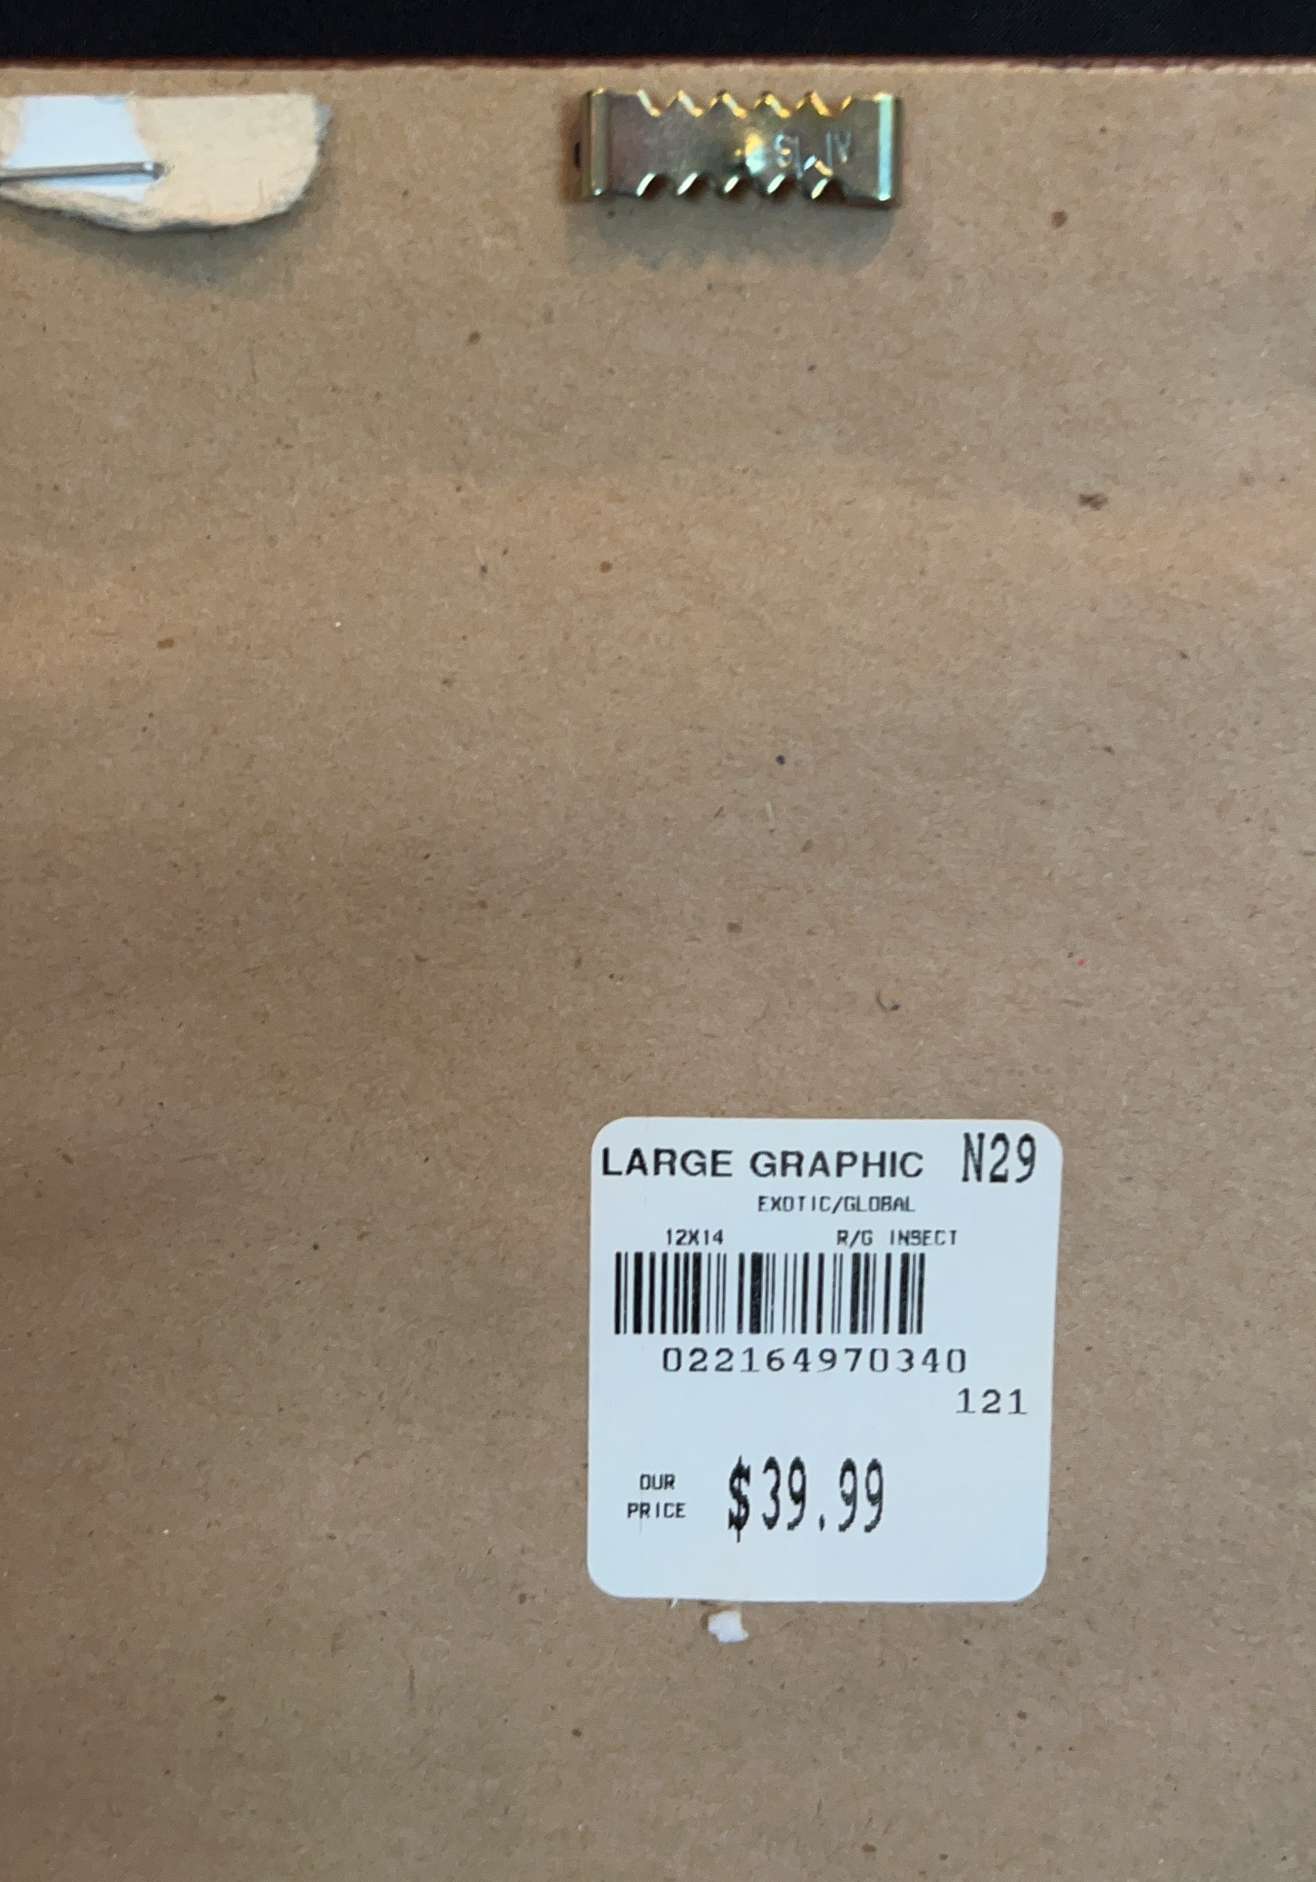 LARGE GRAPHIC N29
EXOTIC/GLOBAL
12X14 R/G INSECT
022164970340
121
OUR
PRICE $39.99